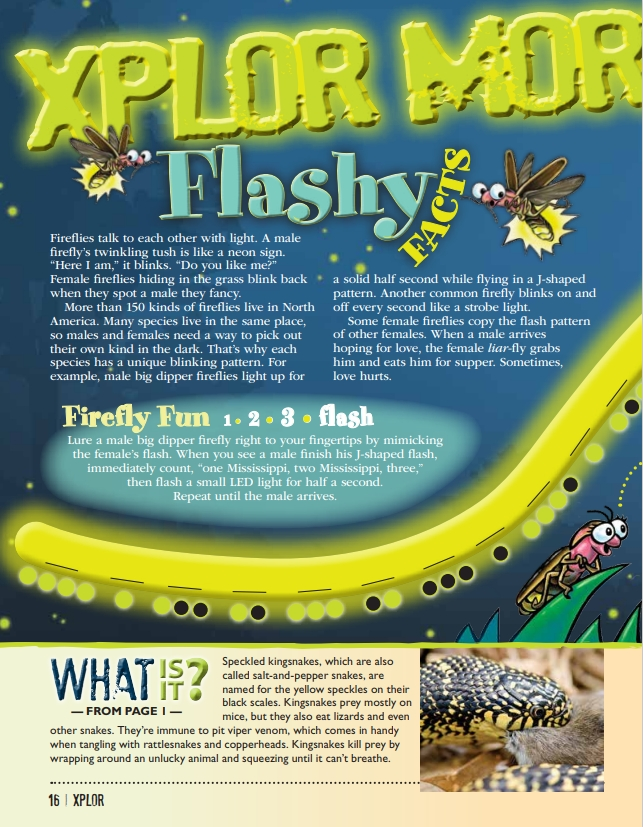 XPLOR MOR
Flashy
FACTS
Fireflies talk to each other with light. A male
firefly's twinkling tush is like a neon sign.
"Here I am," it blinks. "Do you like me?"
Female fireflies hiding in the grass blink back
when they spot a male they fancy.
More than 150 kinds of fireflies live in North
America. Many species live in the same place,
so males and females need a way to pick out
their own kind in the dark. That's why each
species has a unique blinking pattern. For
example, male big dipper fireflies light up for
a solid half second while flying in a J-shaped
pattern. Another common firefly blinks on and
off every second like a strobe light.
Some female fireflies copy the flash pattern
of other females. When a male arrives
hoping for love, the female liar-fly grabs
him and eats him for supper. Sometimes,
love hurts.
Firefly Fun 1 • 2 • 3 • flash
Lure a male big dipper firefly right to your fingertips by mimicking
the female's flash. When you see a male finish his J-shaped flash,
immediately count, "one Mississippi, two Mississippi, three,"
then flash a small LED light for half a second.
Repeat until the male arrives.
WHAT IS IT?
— FROM PAGE 1 —
Speckled kingsnakes, which are also
called salt-and-pepper snakes, are
named for the yellow speckles on their
black scales. Kingsnakes prey mostly on
mice, but they also eat lizards and even
other snakes. They're immune to pit viper venom, which comes in handy
when tangling with rattlesnakes and copperheads. Kingsnakes kill prey by
wrapping around an unlucky animal and squeezing until it can't breathe.
16 | XPLOR